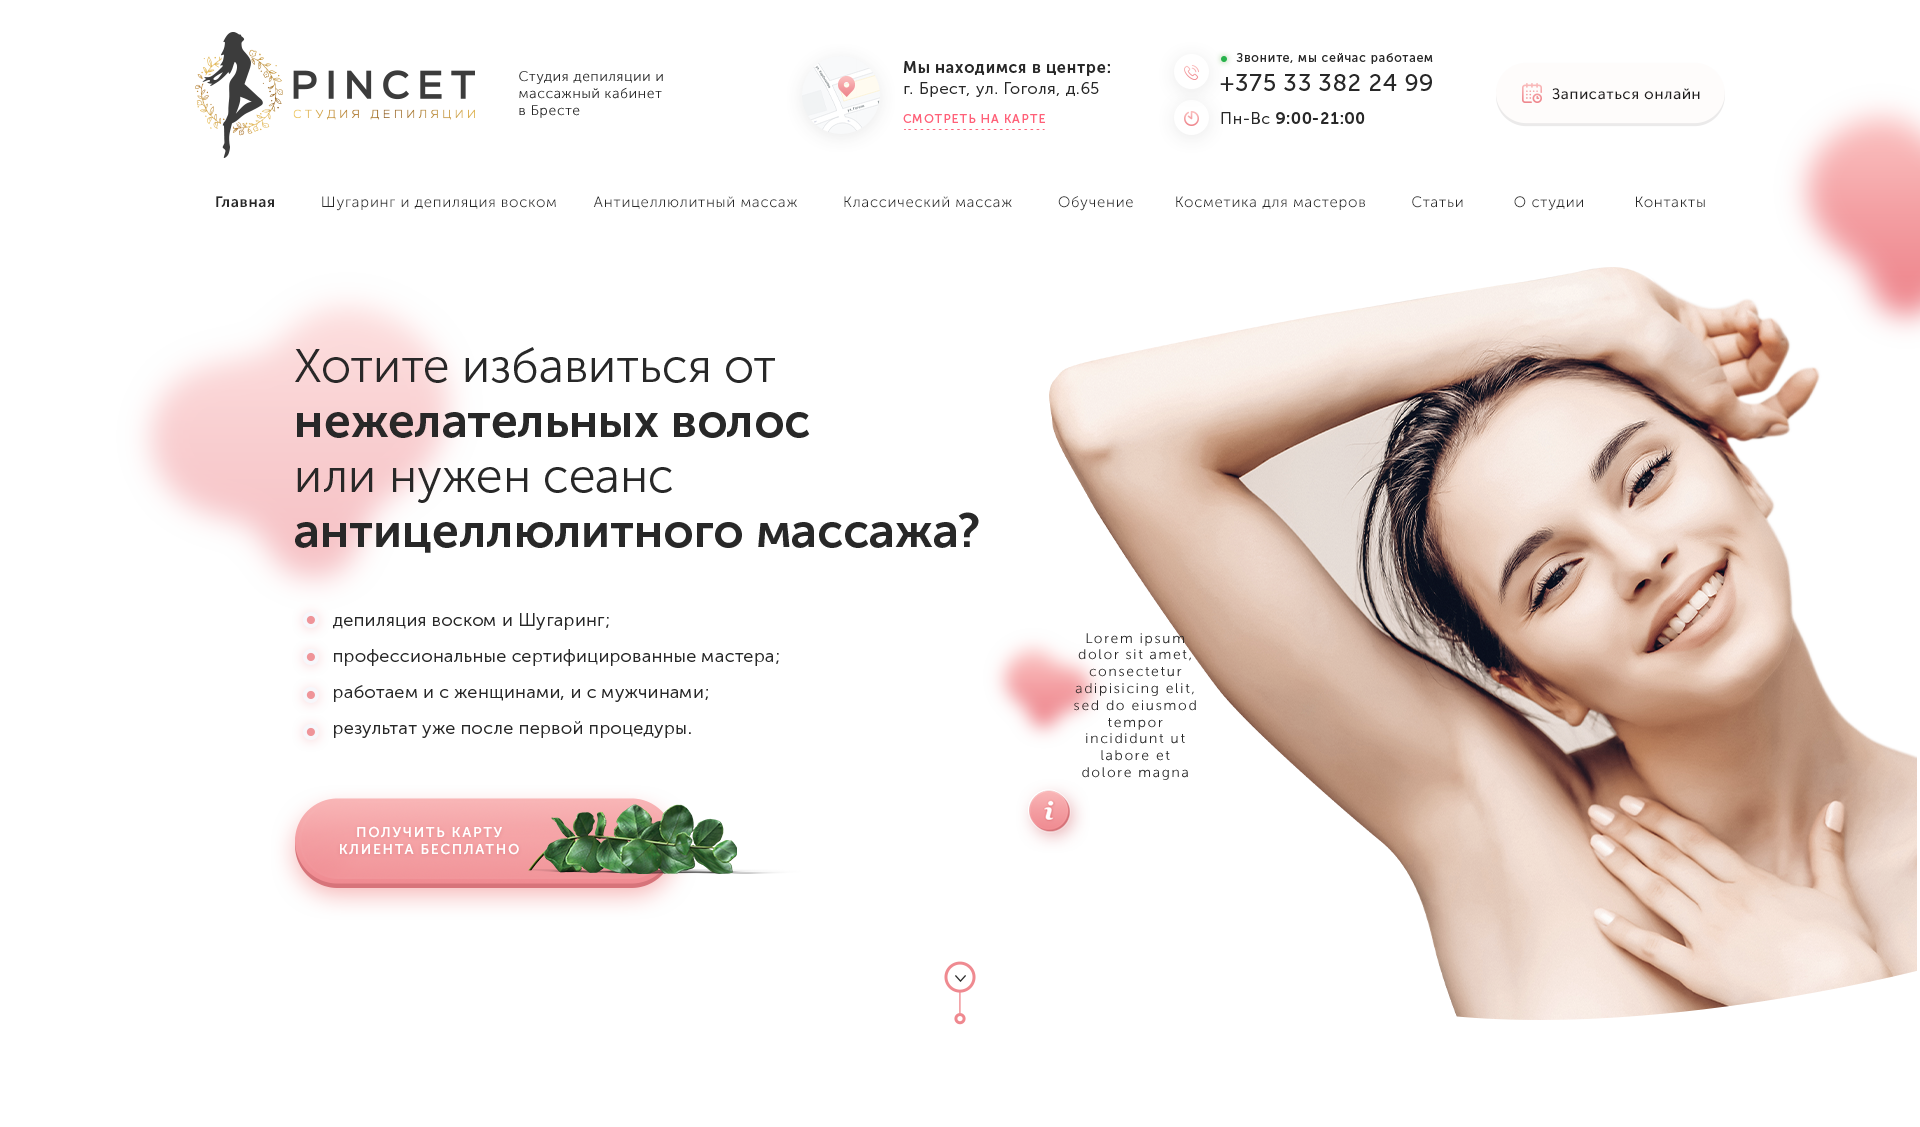 PINCET
СТУДИЯ ДЕПИЛЯЦИИ
Студия депиляции и
массажный кабинет
в Бресте
Мы находимся в центре:
г. Брест, ул. Гоголя, д.65
СМОТРЕТЬ НА КАРТЕ
Звоните, мы сейчас работаем
+375 33 382 24 99
Пн-Вс 9:00-21:00
Записаться онлайн
Главная
Шугаринг и депиляция воском
Антицеллюлитный массаж
Классический массаж
Обучение
Косметика для мастеров
Статьи
О студии
Контакты
Хотите избавиться от
нежелательных волос
или нужен сеанс
антицеллюлитного массажа?
депиляция воском и Шугаринг;
профессиональные сертифицированные мастера;
работаем и с женщинами, и с мужчинами;
результат уже после первой процедуры.
ПОЛУЧИТЬ КАРТУ
КЛИЕНТА БЕСПЛАТНО
Lorem ipsum
dolor sit amet,
consectetur
adipisicing elit,
sed do eiusmod
tempor
incididunt ut
labore et
dolore magna
i